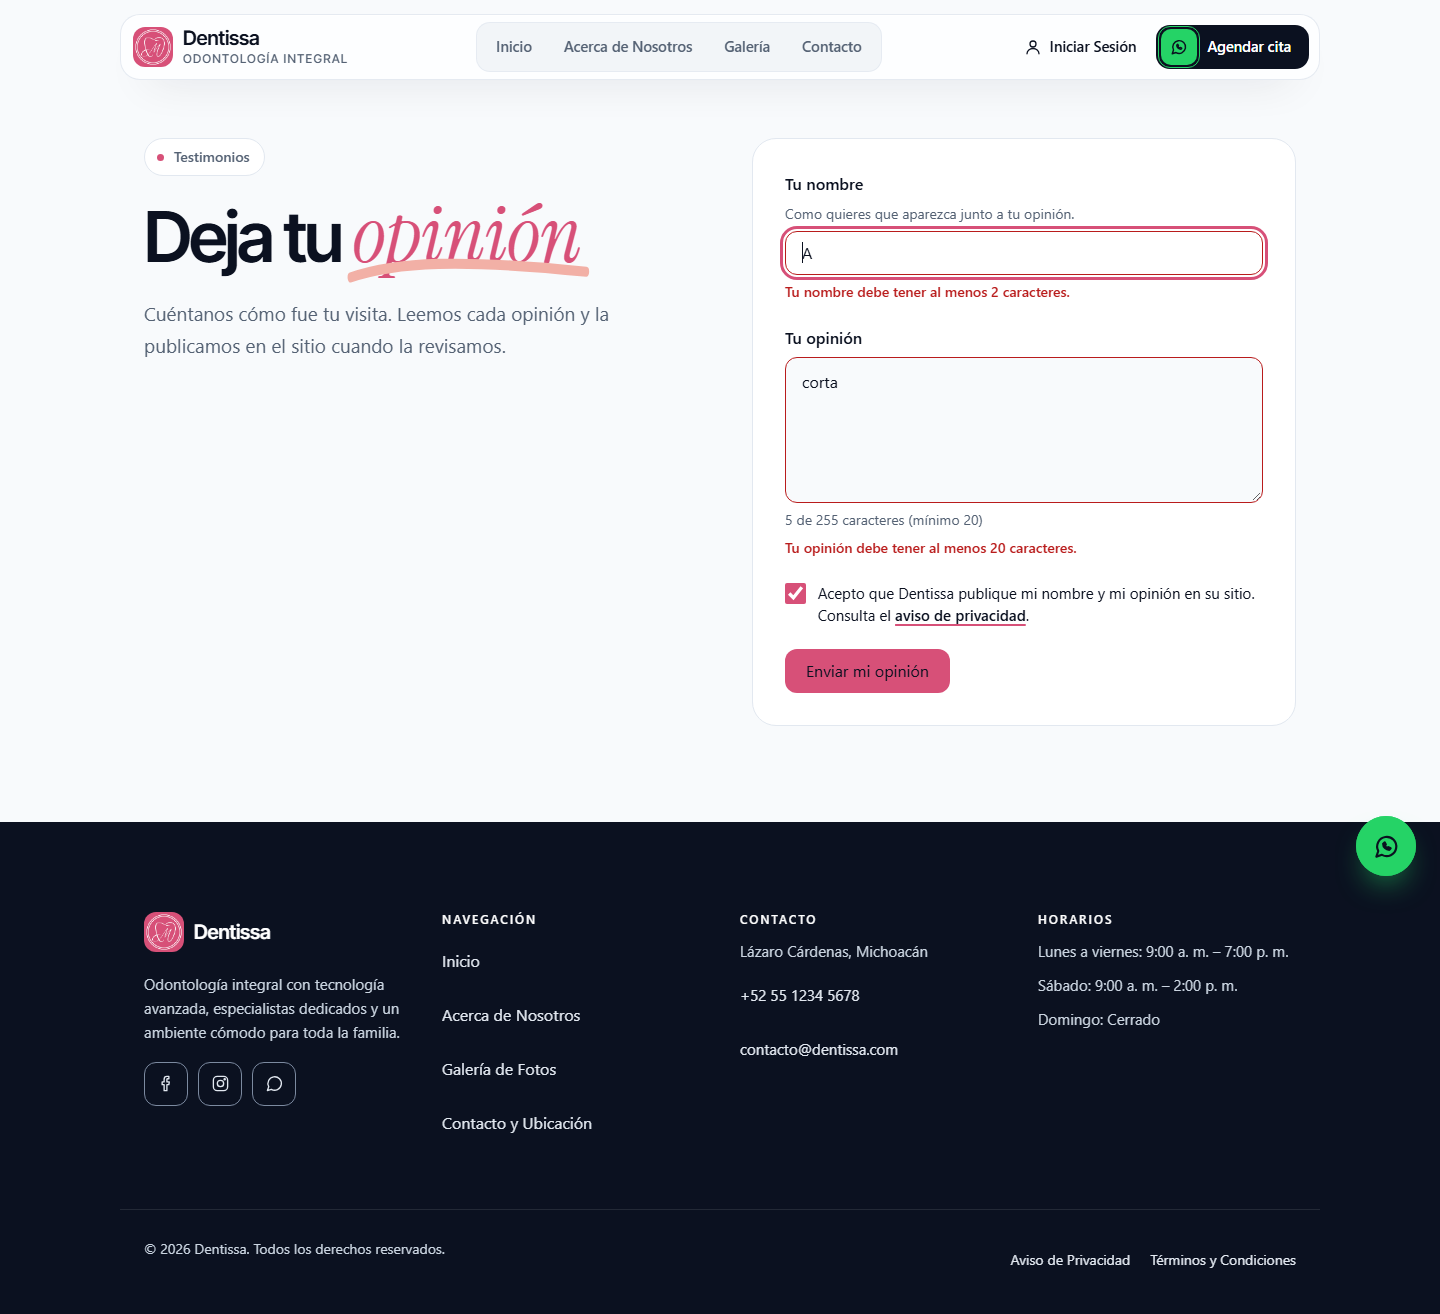 Dentissa
ODONTOLOGÍA INTEGRAL
Inicio
Acerca de Nosotros
Galería
Contacto
Iniciar Sesión
Agendar cita
Testimonios
Deja tu opinión
Cuéntanos cómo fue tu visita. Leemos cada opinión y la
publicamos en el sitio cuando la revisamos.
Tu nombre
Como quieres que aparezca junto a tu opinión.
A
Tu nombre debe tener al menos 2 caracteres.
Tu opinión
corta
5 de 255 caracteres (mínimo 20)
Tu opinión debe tener al menos 20 caracteres.
Acepto que Dentissa publique mi nombre y mi opinión en su sitio.
Consulta el aviso de privacidad.
Enviar mi opinión
Dentissa
Odontología integral con tecnología
avanzada, especialistas dedicados y un
ambiente cómodo para toda la familia.
NAVEGACIÓN
Inicio
Acerca de Nosotros
Galería de Fotos
Contacto y Ubicación
CONTACTO
Lázaro Cárdenas, Michoacán
+52 55 1234 5678
contacto@dentissa.com
HORARIOS
Lunes a viernes: 9:00 a. m. – 7:00 p. m.
Sábado: 9:00 a. m. – 2:00 p. m.
Domingo: Cerrado
© 2026 Dentissa. Todos los derechos reservados.
Aviso de Privacidad
Términos y Condiciones